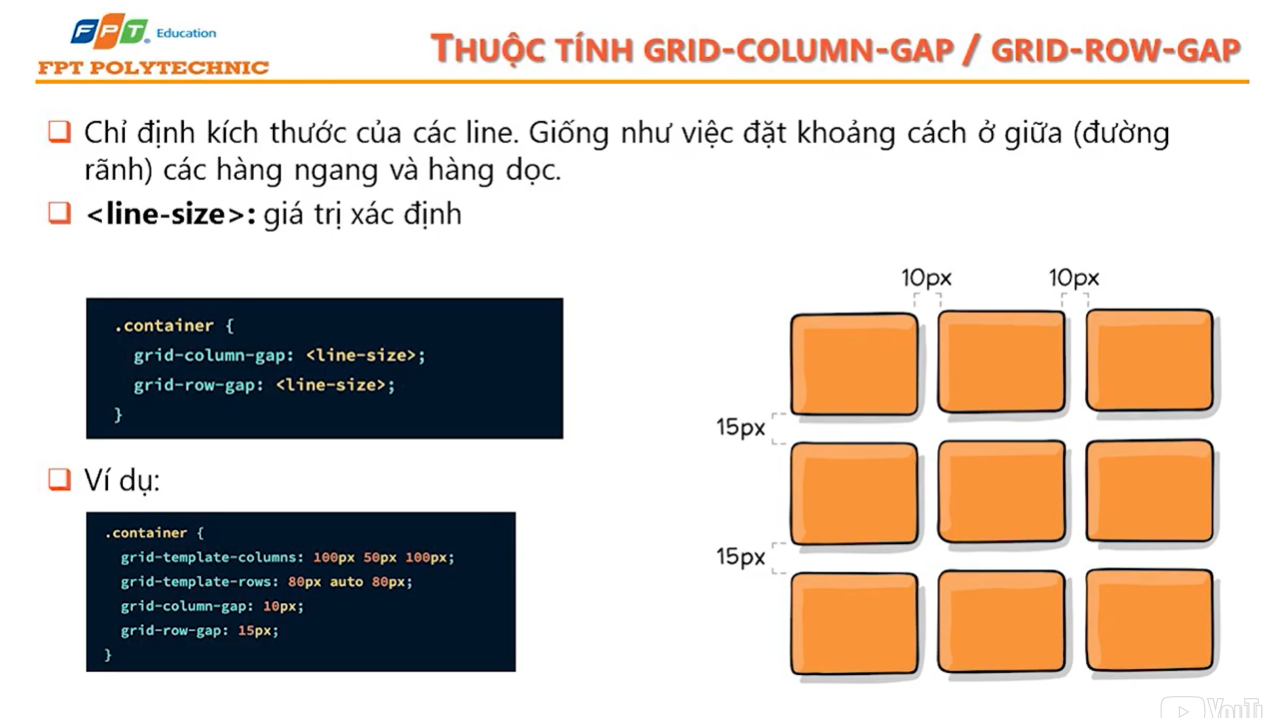 FPT. Education
FPT POLYTECHNIC
THUỘC TÍNH GRID-COLUMN-GAP / GRID-ROW-GAP
Chỉ định kích thước của các line. Giống như việc đặt khoảng cách ở giữa (đường
rãnh) các hàng ngang và hàng dọc.
<line-size>: giá trị xác định
.container {
grid-column-gap: <line-size>;
grid-row-gap: <line-size>;
}
Ví dụ:
.container {
grid-template-columns: 100px 50px 100px;
grid-template-rows: 80px auto 80px;
grid-column-gap: 10px;
grid-row-gap: 15px;
}
10px 10px
15px
15px